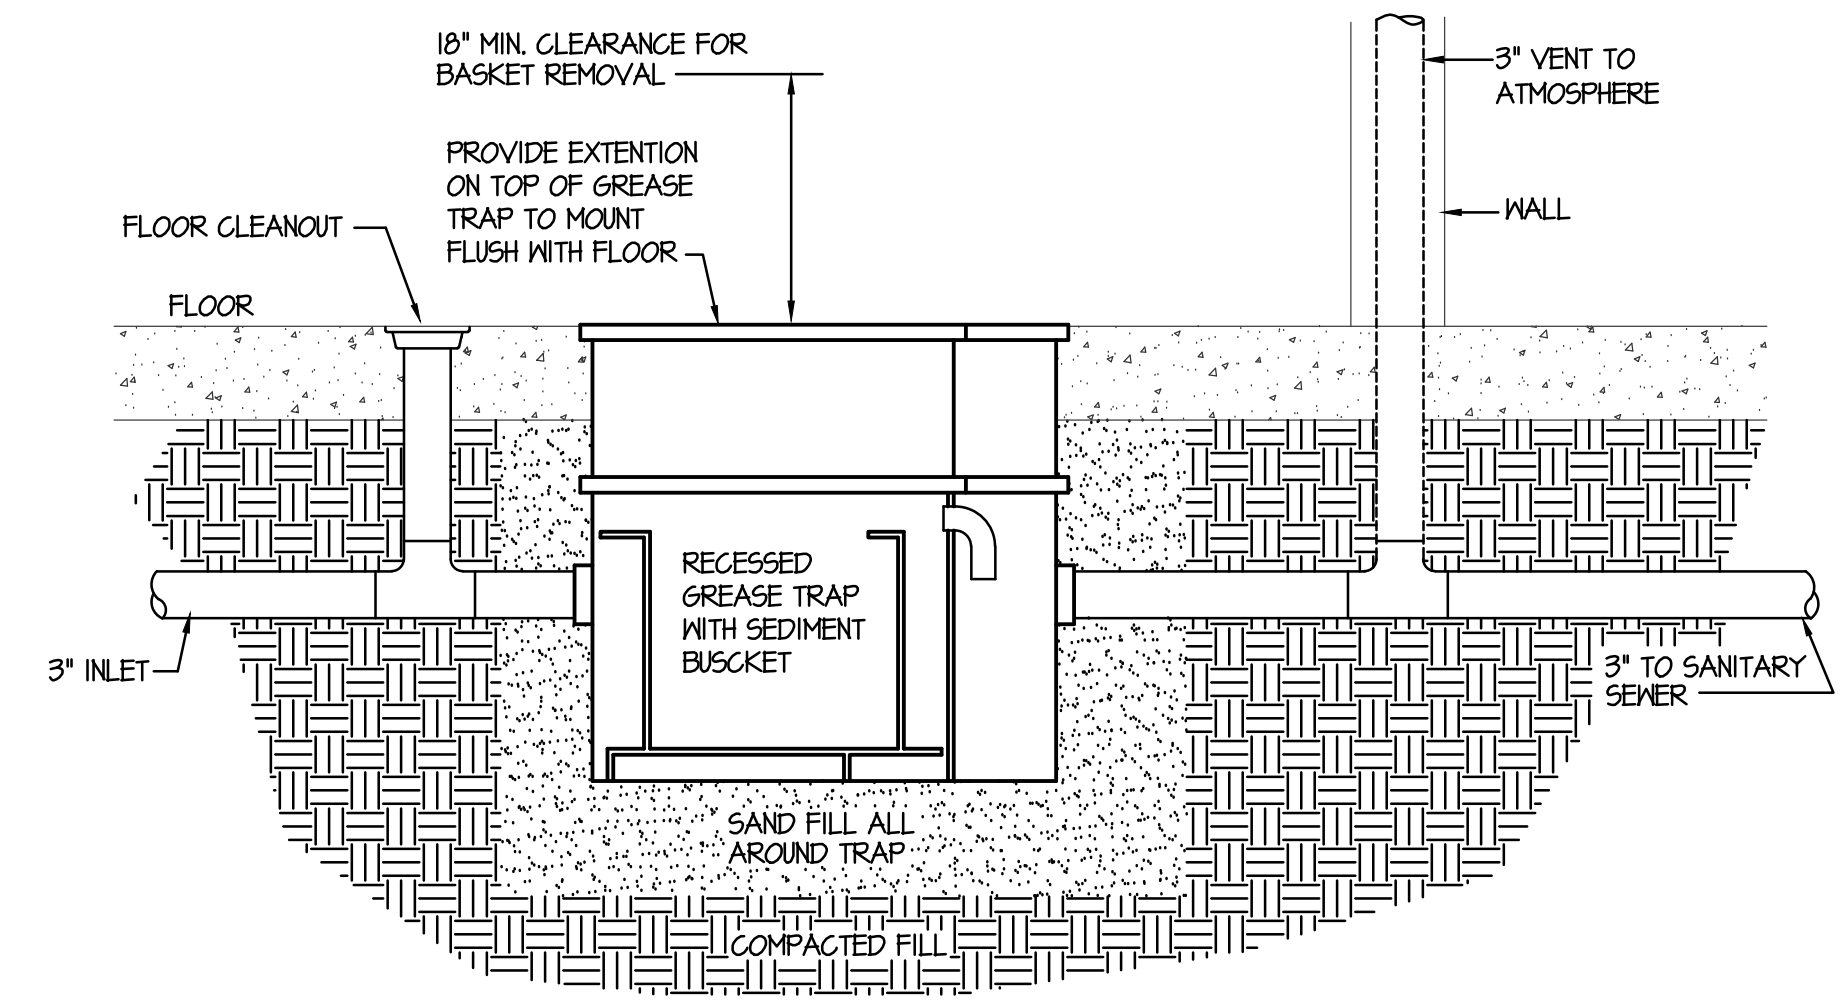 18" MIN. CLEARANCE FOR
BASKET REMOVAL
3" VENT TO
ATMOSPHERE
PROVIDE EXTENTION
ON TOP OF GREASE
TRAP TO MOUNT
FLUSH WITH FLOOR
FLOOR CLEANOUT
WALL
FLOOR
RECESSED
GREASE TRAP
WITH SEDIMENT
BUSCKET
3" INLET
3" TO SANITARY
SEWER
SAND FILL ALL
AROUND TRAP
COMPACTED FILL